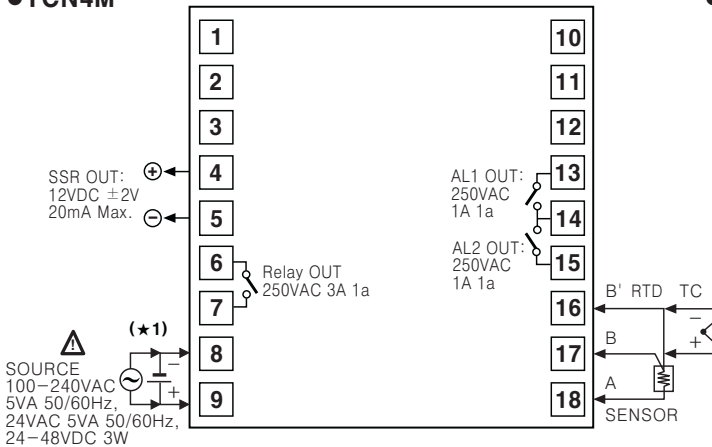 ●TCN4M
1
2
3
4
5
6
7
8
9
10
11
12
13
14
15
16
17
18
SSR OUT:
12VDC ±2V
20mA Max.
+
−
Relay OUT
250VAC 3A 1a
(★1)
−
+
SOURCE
100−240VAC
5VA 50/60Hz,
24VAC 5VA 50/60Hz,
24−48VDC 3W
AL1 OUT:
250VAC
1A 1a
AL2 OUT:
250VAC
1A 1a
B' RTD TC
−
+
B
A
SENSOR